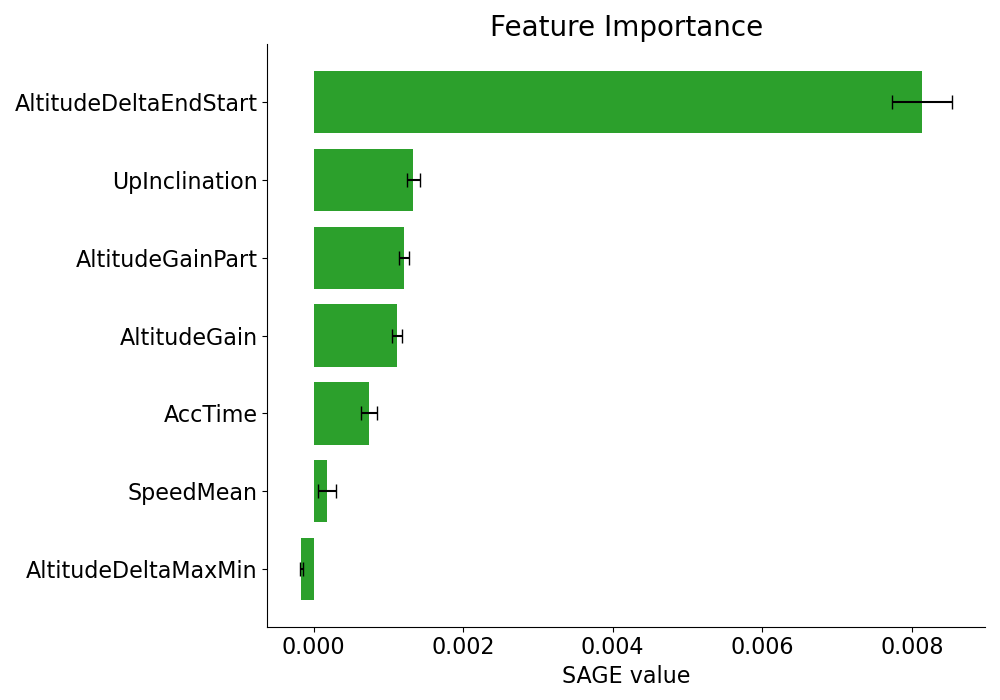 Feature Importance
AltitudeDeltaEndStart
UpInclination
AltitudeGainPart
AltitudeGain
AccTime
SpeedMean
AltitudeDeltaMaxMin
0.000 0.002 0.004 0.006 0.008
SAGE value